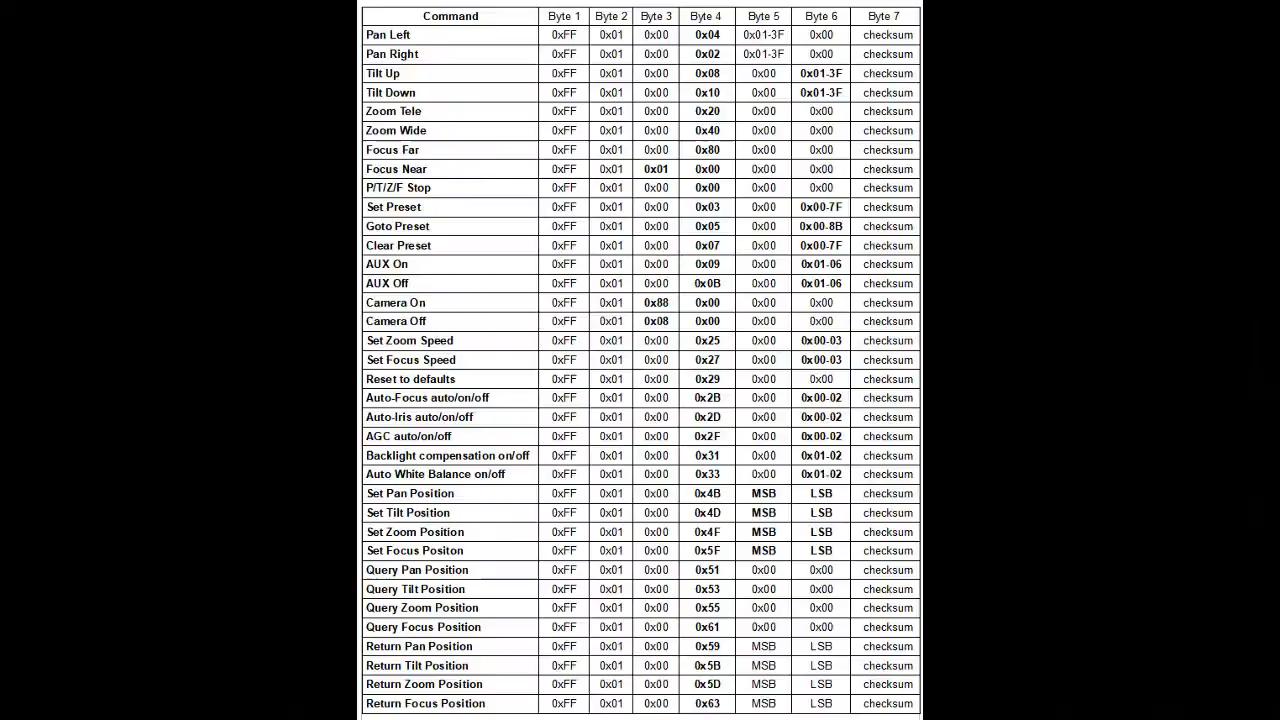 Command Byte 1 Byte 2 Byte 3 Byte 4 Byte 5 Byte 6 Byte 7
Pan Left 0xFF 0x01 0x00 0x04 0x01-3F 0x00 checksum
Pan Right 0xFF 0x01 0x00 0x02 0x01-3F 0x00 checksum
Tilt Up 0xFF 0x01 0x00 0x08 0x00 0x01-3F checksum
Tilt Down 0xFF 0x01 0x00 0x10 0x00 0x01-3F checksum
Zoom Tele 0xFF 0x01 0x00 0x20 0x00 0x00 checksum
Zoom Wide 0xFF 0x01 0x00 0x40 0x00 0x00 checksum
Focus Far 0xFF 0x01 0x00 0x80 0x00 0x00 checksum
Focus Near 0xFF 0x01 0x01 0x00 0x00 0x00 checksum
P/T/Z/F Stop 0xFF 0x01 0x00 0x00 0x00 0x00 checksum
Set Preset 0xFF 0x01 0x00 0x03 0x00 0x00-7F checksum
Goto Preset 0xFF 0x01 0x00 0x05 0x00 0x00-8B checksum
Clear Preset 0xFF 0x01 0x00 0x07 0x00 0x00-7F checksum
AUX On 0xFF 0x01 0x00 0x09 0x00 0x01-06 checksum
AUX Off 0xFF 0x01 0x00 0x0B 0x00 0x01-06 checksum
Camera On 0xFF 0x01 0x88 0x00 0x00 0x00 checksum
Camera Off 0xFF 0x01 0x08 0x00 0x00 0x00 checksum
Set Zoom Speed 0xFF 0x01 0x00 0x25 0x00 0x00-03 checksum
Set Focus Speed 0xFF 0x01 0x00 0x27 0x00 0x00-03 checksum
Reset to defaults 0xFF 0x01 0x00 0x29 0x00 0x00 checksum
Auto-Focus auto/on/off 0xFF 0x01 0x00 0x2B 0x00 0x00-02 checksum
Auto-Iris auto/on/off 0xFF 0x01 0x00 0x2D 0x00 0x00-02 checksum
AGC auto/on/off 0xFF 0x01 0x00 0x2F 0x00 0x00-02 checksum
Backlight compensation on/off 0xFF 0x01 0x00 0x31 0x00 0x01-02 checksum
Auto White Balance on/off 0xFF 0x01 0x00 0x33 0x00 0x01-02 checksum
Set Pan Position 0xFF 0x01 0x00 0x4B MSB LSB checksum
Set Tilt Position 0xFF 0x01 0x00 0x4D MSB LSB checksum
Set Zoom Position 0xFF 0x01 0x00 0x4F MSB LSB checksum
Set Focus Positon 0xFF 0x01 0x00 0x5F MSB LSB checksum
Query Pan Position 0xFF 0x01 0x00 0x51 0x00 0x00 checksum
Query Tilt Position 0xFF 0x01 0x00 0x53 0x00 0x00 checksum
Query Zoom Position 0xFF 0x01 0x00 0x55 0x00 0x00 checksum
Query Focus Position 0xFF 0x01 0x00 0x61 0x00 0x00 checksum
Return Pan Position 0xFF 0x01 0x00 0x59 MSB LSB checksum
Return Tilt Position 0xFF 0x01 0x00 0x5B MSB LSB checksum
Return Zoom Position 0xFF 0x01 0x00 0x5D MSB LSB checksum
Return Focus Position 0xFF 0x01 0x00 0x63 MSB LSB checksum